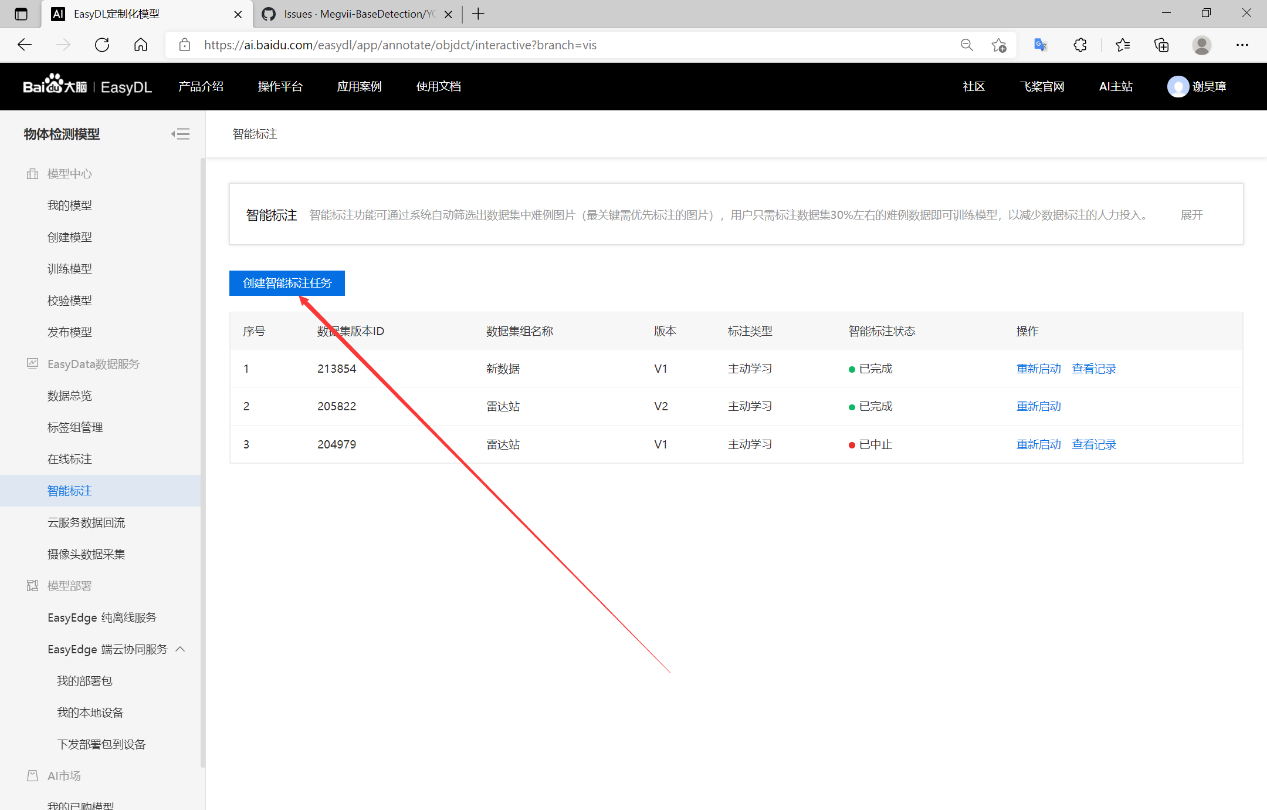 EasyDL定制化模型
Issues · Megvii-BaseDetection/YO
https://ai.baidu.com/easydl/app/annotate/objdct/interactive?branch=vis
Bai du 大脑 EasyDL 产品介绍 操作平台 应用案例 使用文档 社区 飞桨官网 AI主站 谢昊璋
物体检测模型
智能标注
模型中心
我的模型
创建模型
训练模型
校验模型
发布模型
EasyData数据服务
数据总览
标签组管理
在线标注
智能标注
云服务数据回流
摄像头数据采集
模型部署
EasyEdge 纯离线服务
EasyEdge 端云协同服务
我的部署包
我的本地设备
下发部署包到设备
AI市场
我的已购模型
智能标注 智能标注功能可通过系统自动筛选出数据集中难例图片（最关键需优先标注的图片），用户只需标注数据集30%左右的难例数据即可训练模型，以减少数据标注的人力投入。 展开
创建智能标注任务
序号 数据集版本ID 数据集组名称 版本 标注类型 智能标注状态 操作
1 213854 新数据 V1 主动学习 已完成 重新启动 查看记录
2 205822 雷达站 V2 主动学习 已完成 重新启动
3 204979 雷达站 V1 主动学习 已中止 重新启动 查看记录